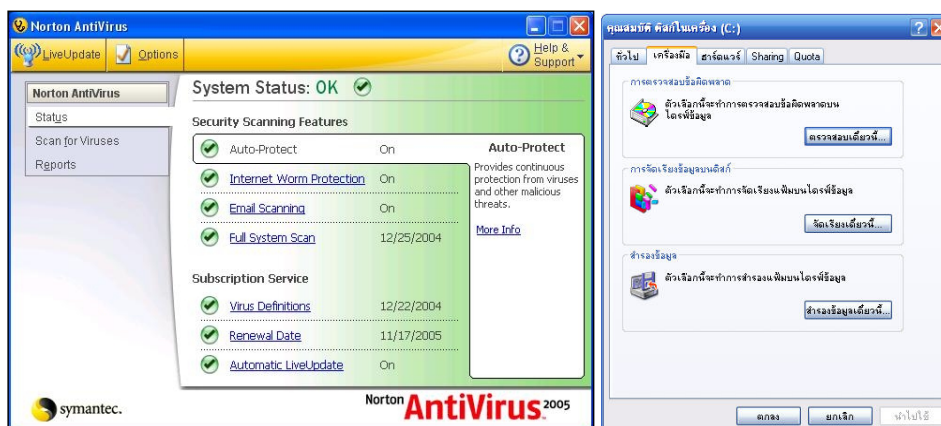 Norton AntiVirus
LiveUpdate
Options
Help & Support
Norton AntiVirus
Status
Scan for Viruses
Reports
System Status: OK
Security Scanning Features
Auto-Protect On
Internet Worm Protection On
Email Scanning On
Full System Scan 12/25/2004
Auto-Protect
Provides continuous
protection from viruses
and other malicious
threats.
More Info
Subscription Service
Virus Definitions 12/22/2004
Renewal Date 11/17/2005
Automatic LiveUpdate On
symantec.
Norton AntiVirus 2005
คุณสมบัติ ดิสก์ในเครื่อง (C:)
ทั่วไป เครื่องมือ ฮาร์ดแวร์ Sharing Quota
การตรวจสอบข้อผิดพลาด
ตัวเลือกนี้จะทำการตรวจสอบข้อผิดพลาดบน
ไดรฟ์ข้อมูล
ตรวจสอบเดี๋ยวนี้...
การจัดเรียงข้อมูลบนดิสก์
ตัวเลือกนี้จะทำการจัดเรียงแฟ้มบนไดรฟ์ข้อมูล
จัดเรียงเดี๋ยวนี้...
สำรองข้อมูล
ตัวเลือกนี้จะทำการสำรองแฟ้มบนไดรฟ์ข้อมูล
สำรองข้อมูลเดี๋ยวนี้...
ตกลง ยกเลิก นำไปใช้